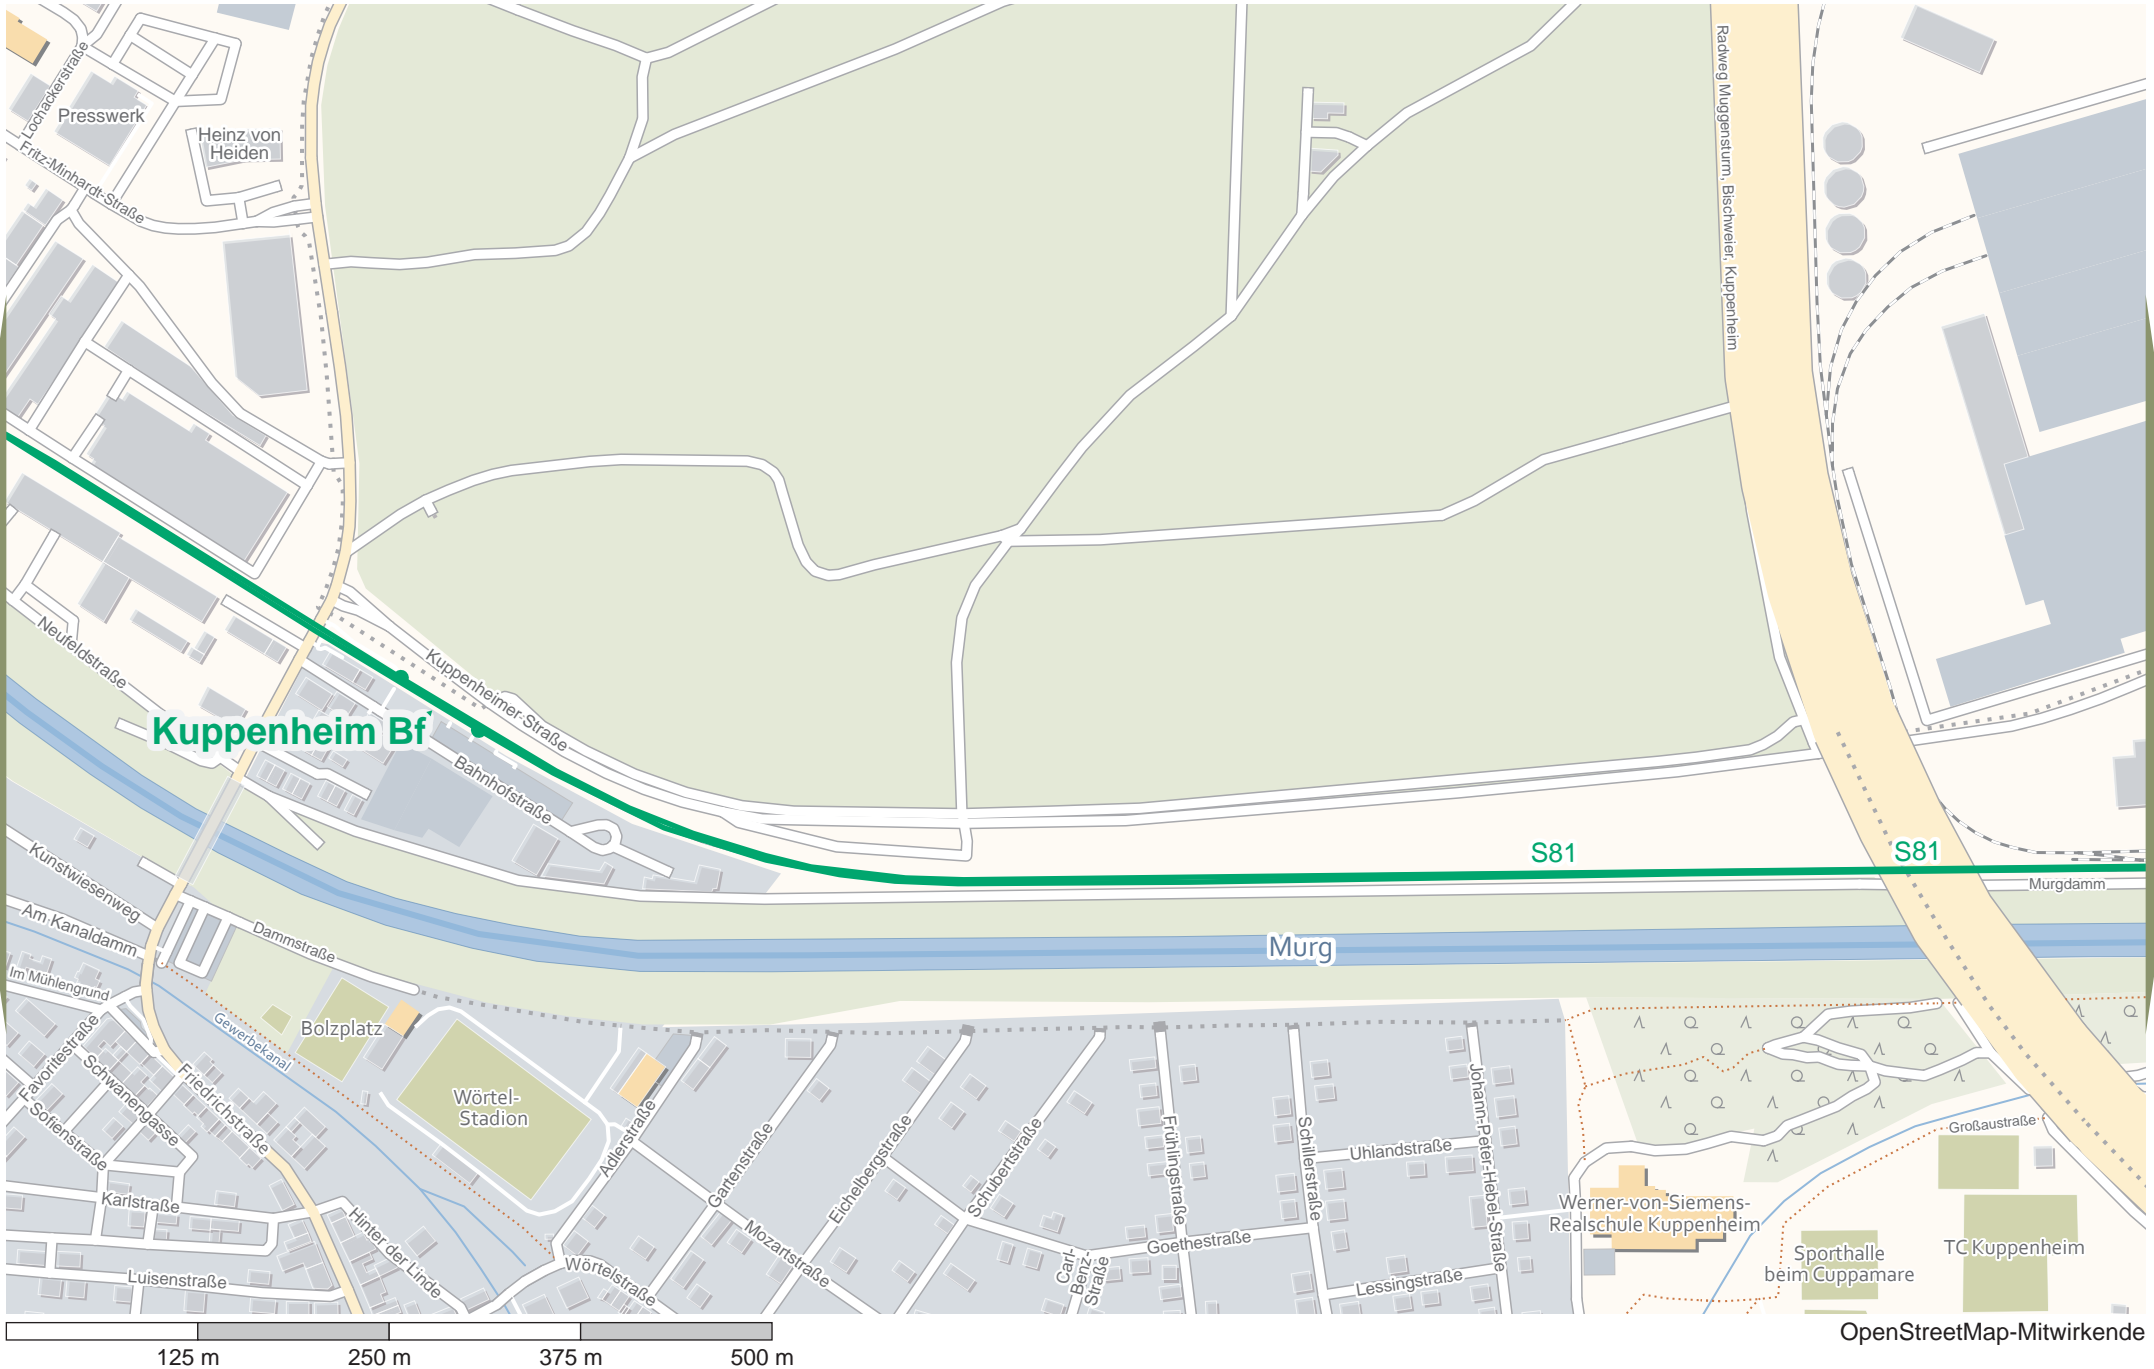 Lochackerstraße
Presswerk
Heinz von
Heiden
Fritz-Minhardt-Straße
Radweg Muggensturm, Bischweier, Kuppenheim
Neufeldstraße
Kuppenheimer-Straße
Kuppenheim Bf
Bahnhofstraße
S81
S81
Murgdamm
Kunstwiesenweg
Am Kanaldamm
Dammstraße
Murg
Im Mühlengrund
Gewerbekanal
Bolzplatz
Favoritestraße
Schwanengasse
Sofienstraße
Friedrichstraße
Wörtel-
Stadion
Adlerstraße
Gartenstraße
Eichelbergstraße
Schubertstraße
Frühlingstraße
Schillerstraße
Uhlandstraße
Johann-Peter-Hebel-Straße
Großaustraße
Karlstraße
Hinter der Linde
Luisenstraße
Wörtelstraße
Mozartstraße
Carl-
Benz-
Straße
Goethestraße
Lessingstraße
Werner-von-Siemens-
Realschule Kuppenheim
Sporthalle
beim Cuppamare
TC Kuppenheim
125 m
250 m
375 m
500 m
OpenStreetMap-Mitwirkende